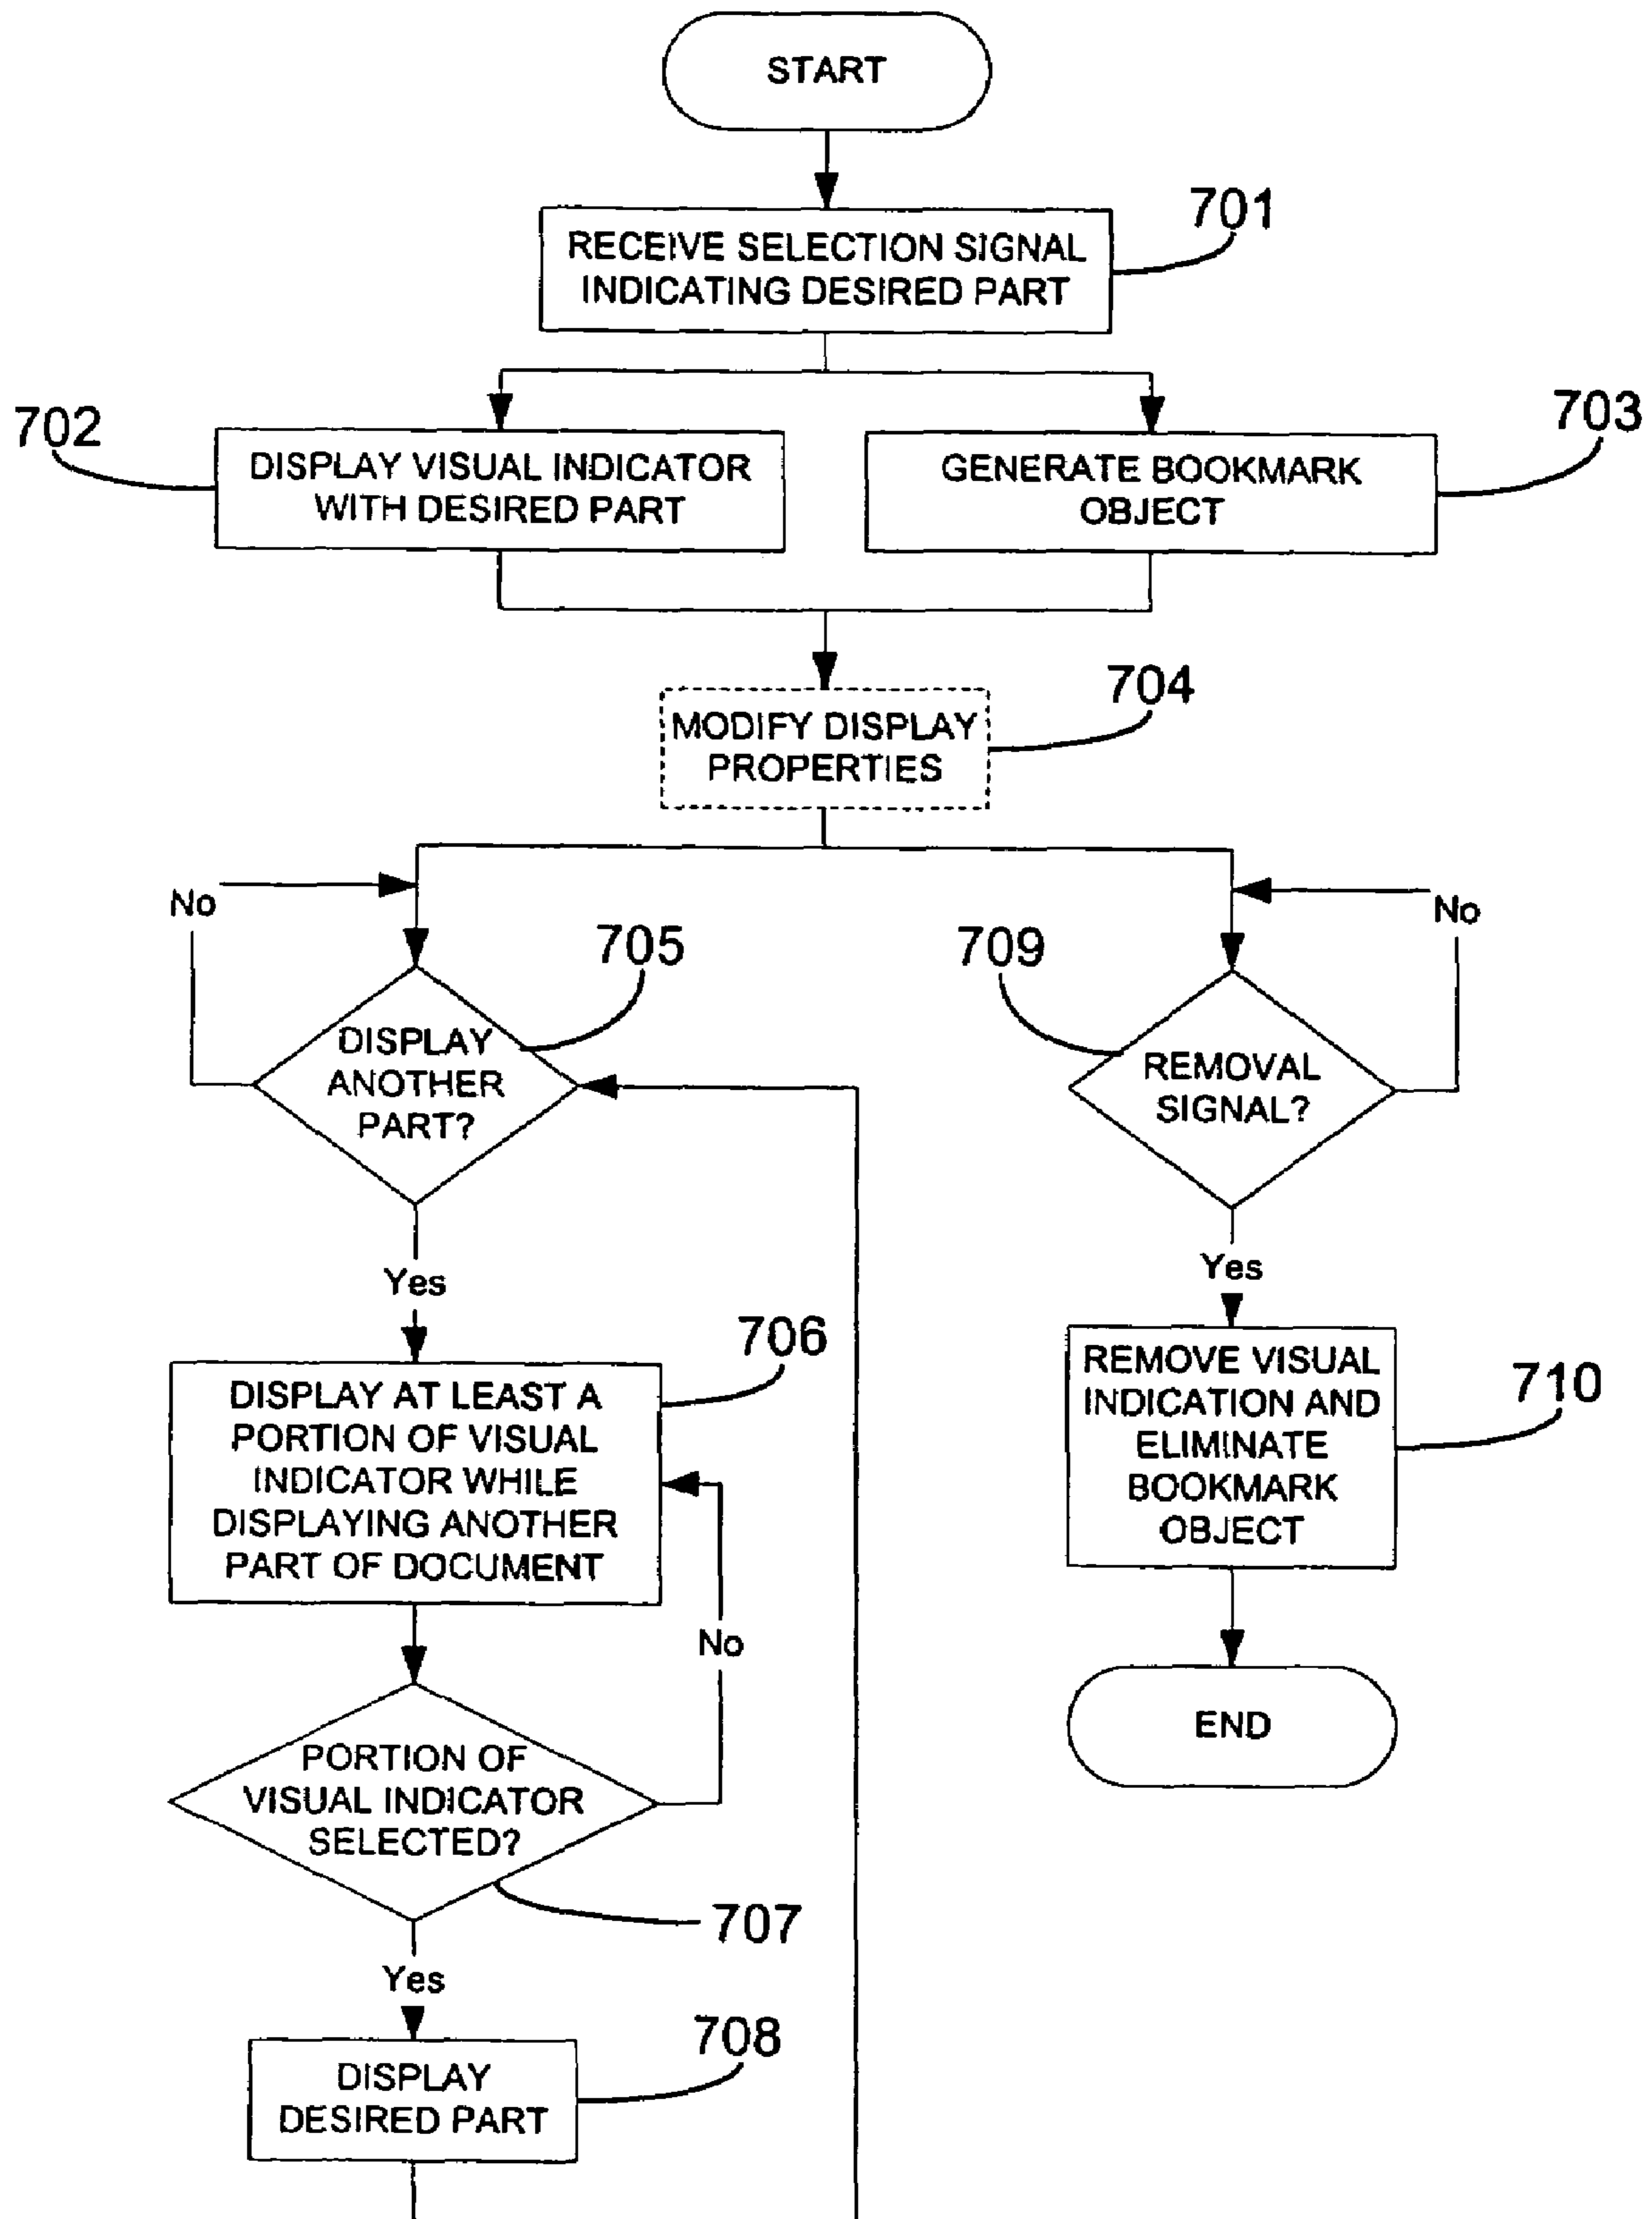 START
701
RECEIVE SELECTION SIGNAL
INDICATING DESIRED PART
702
DISPLAY VISUAL INDICATOR
WITH DESIRED PART
703
GENERATE BOOKMARK
OBJECT
704
MODIFY DISPLAY
PROPERTIES
No
705
DISPLAY
ANOTHER
PART?
Yes
706
DISPLAY AT LEAST A
PORTION OF VISUAL
INDICATOR WHILE
DISPLAYING ANOTHER
PART OF DOCUMENT
No
PORTION OF
VISUAL INDICATOR
SELECTED?
707
Yes
708
DISPLAY
DESIRED PART
No
709
REMOVAL
SIGNAL?
Yes
REMOVE VISUAL
INDICATION AND
ELIMINATE
BOOKMARK
OBJECT
710
END